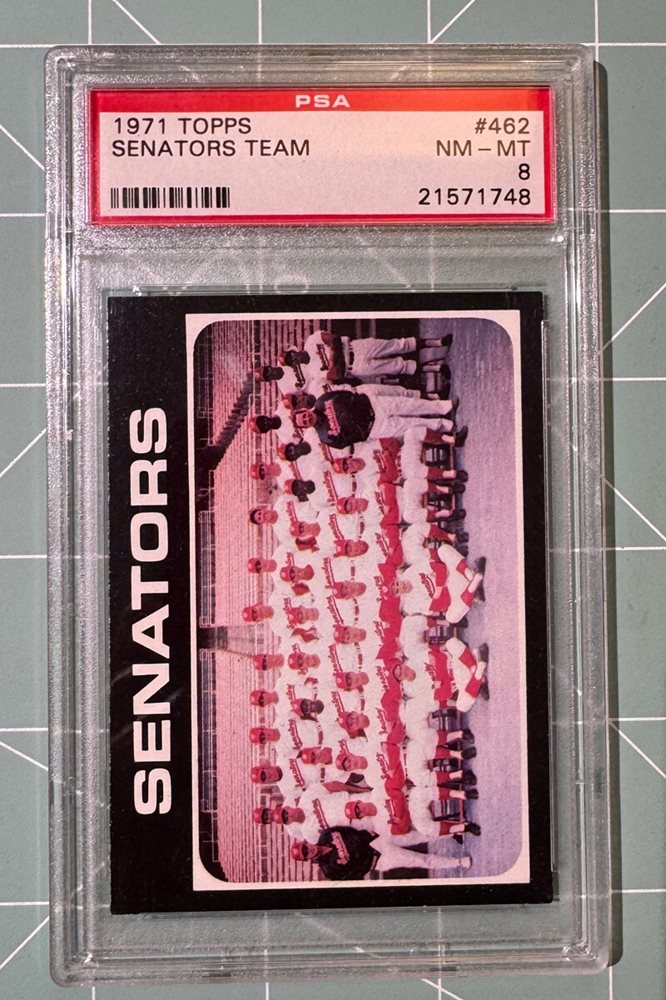 PSA
1971 TOPPS #462
SENATORS TEAM NM-MT
8
21571748
SENATORS